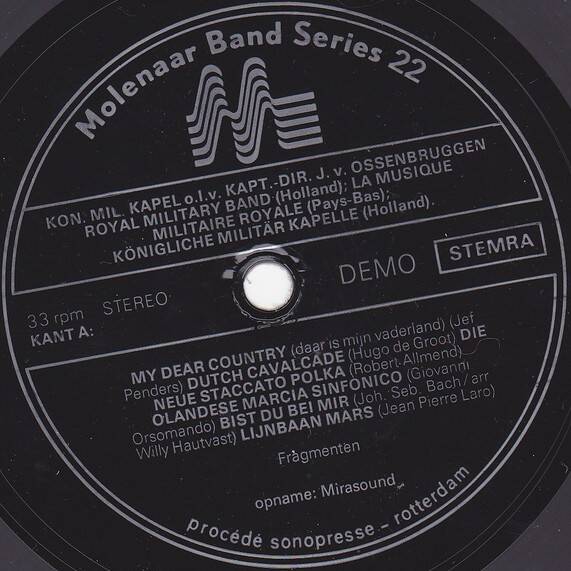 Molenaar Band Series 22
KON. MIL. KAPEL o.l.v. KAPT.-DIR. J. v. OSSENBRUGGEN
ROYAL MILITARY BAND (Holland); LA MUSIQUE
MILITAIRE ROYALE (Pays-Bas);
KÖNIGLICHE MILITÄR KAPELLE (Holland).
DEMO
STEMRA
33 rpm STEREO
KANT A:
MY DEAR COUNTRY (daar is mijn vaderland) (Jef
Penders) DUTCH CAVALCADE (Hugo de Groot) DIE
NEUE STACCATO POLKA (Robert Allmend)
OLANDESE MARCIA SINFONICO (Giovanni
Orsomando) BIST DU BEI MIR (Joh. Seb. Bach/arr
Willy Hautvast) LIJNBAAN MARS (Jean Pierre Laro)
Fragmenten
opname: Mirasound
procédé sonopresse - rotterdam